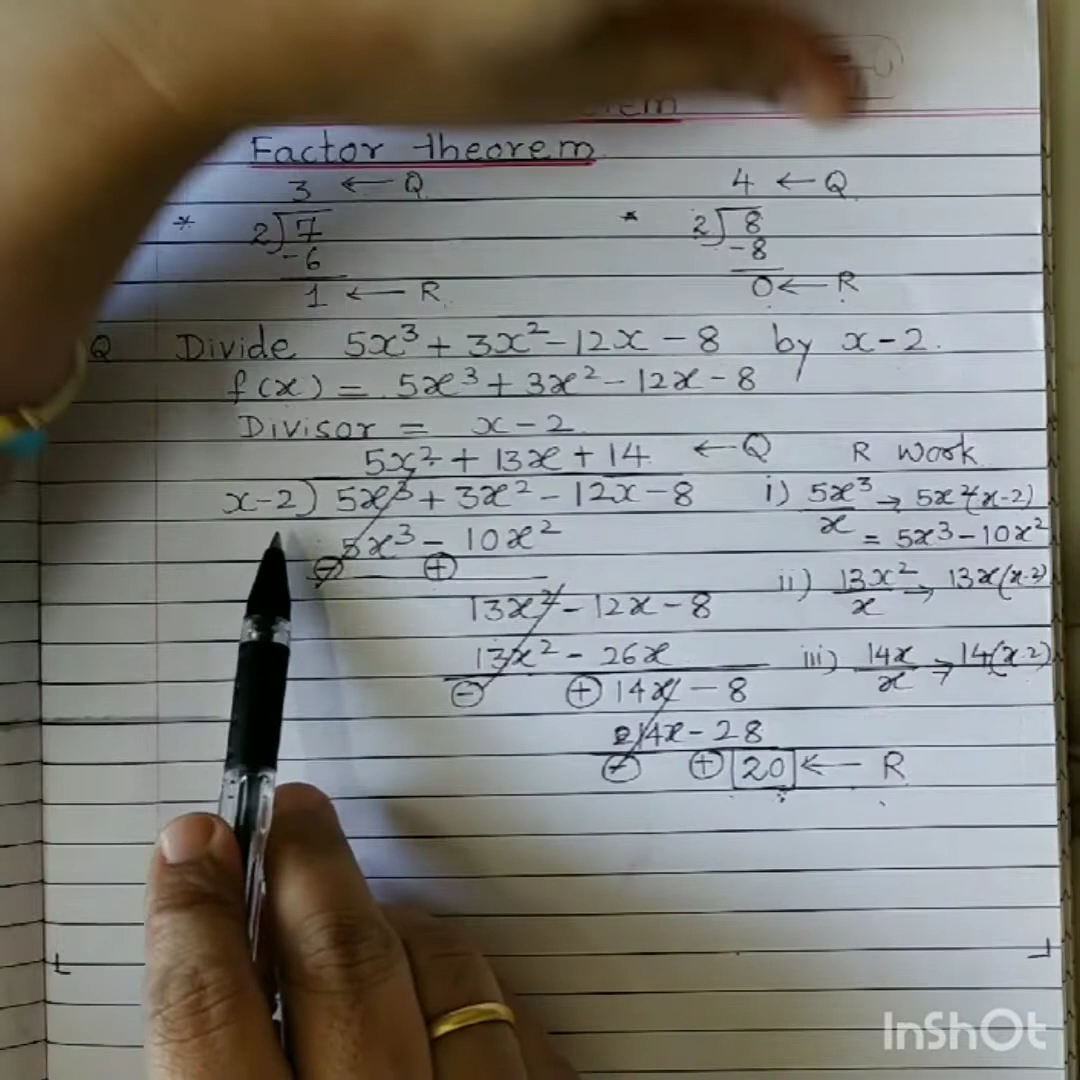 Factor theorem
3 ← Q
* 2)7
-6
1 ← R
4 ← Q
* 2)8
-8
0 ← R
Q Divide 5x³ + 3x² - 12x - 8 by x - 2.
f(x) = 5x³ + 3x² - 12x - 8
Divisor = x - 2
5x² + 13x + 14 ← Q
x-2)5x³ + 3x² - 12x - 8
5x³ - 10x²
⊖ ⊕
13x² - 12x - 8
13x² - 26x
⊖ ⊕ 14x - 8
14x - 28
⊖ ⊕ 20 ← R
R Work
i) 5x³/x → 5x²(x-2)
= 5x³ - 10x²
ii) 13x²/x → 13x(x-2)
iii) 14x/x → 14(x-2)
InShOt